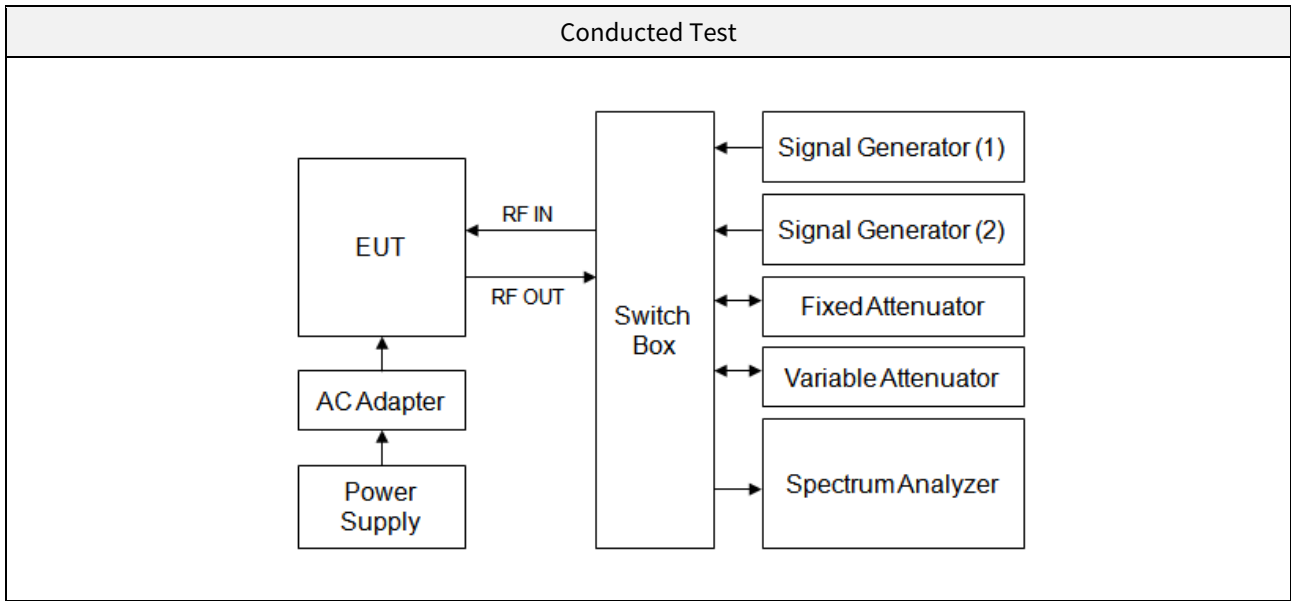 Conducted Test
EUT
RF IN
RF OUT
AC Adapter
Power
Supply
Switch
Box
Signal Generator (1)
Signal Generator (2)
Fixed Attenuator
Variable Attenuator
Spectrum Analyzer